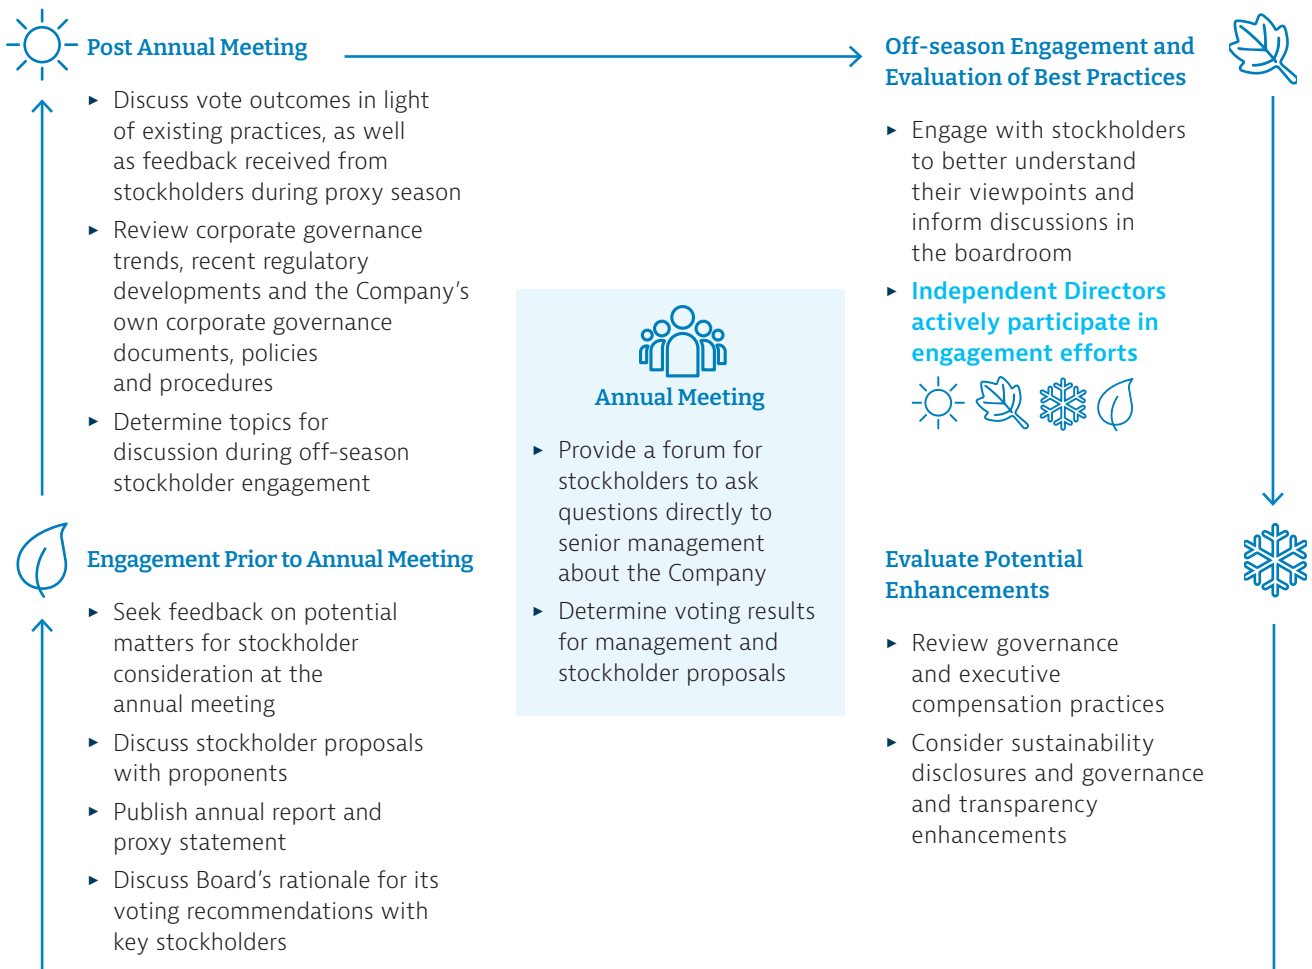 Post Annual Meeting
▸ Discuss vote outcomes in light
of existing practices, as well
as feedback received from
stockholders during proxy season
▸ Review corporate governance
trends, recent regulatory
developments and the Company's
own corporate governance
documents, policies
and procedures
▸ Determine topics for
discussion during off-season
stockholder engagement
Off-season Engagement and
Evaluation of Best Practices
▸ Engage with stockholders
to better understand
their viewpoints and
inform discussions in
the boardroom
▸ Independent Directors
actively participate in
engagement efforts
Annual Meeting
▸ Provide a forum for
stockholders to ask
questions directly to
senior management
about the Company
▸ Determine voting results
for management and
stockholder proposals
Engagement Prior to Annual Meeting
▸ Seek feedback on potential
matters for stockholder
consideration at the
annual meeting
▸ Discuss stockholder proposals
with proponents
▸ Publish annual report and
proxy statement
▸ Discuss Board's rationale for its
voting recommendations with
key stockholders
Evaluate Potential
Enhancements
▸ Review governance
and executive
compensation practices
▸ Consider sustainability
disclosures and governance
and transparency
enhancements